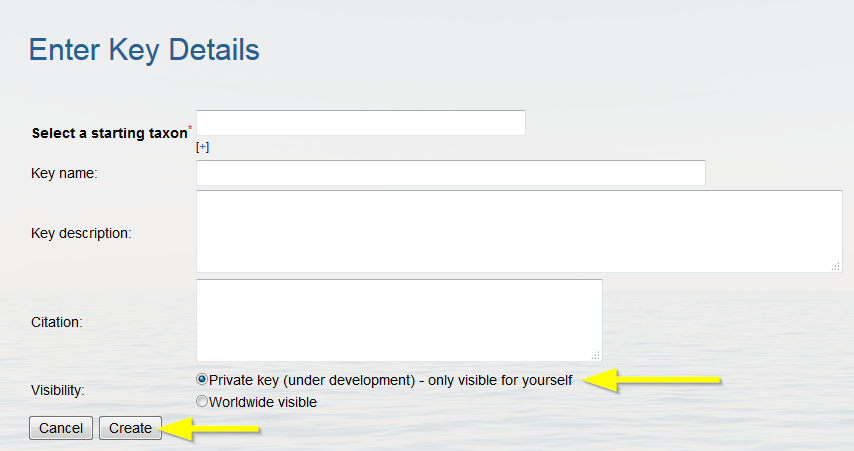 Enter Key Details
Select a starting taxon*
[+]
Key name:
Key description:
Citation:
Visibility:
Private key (under development) - only visible for yourself
Worldwide visible
Cancel Create